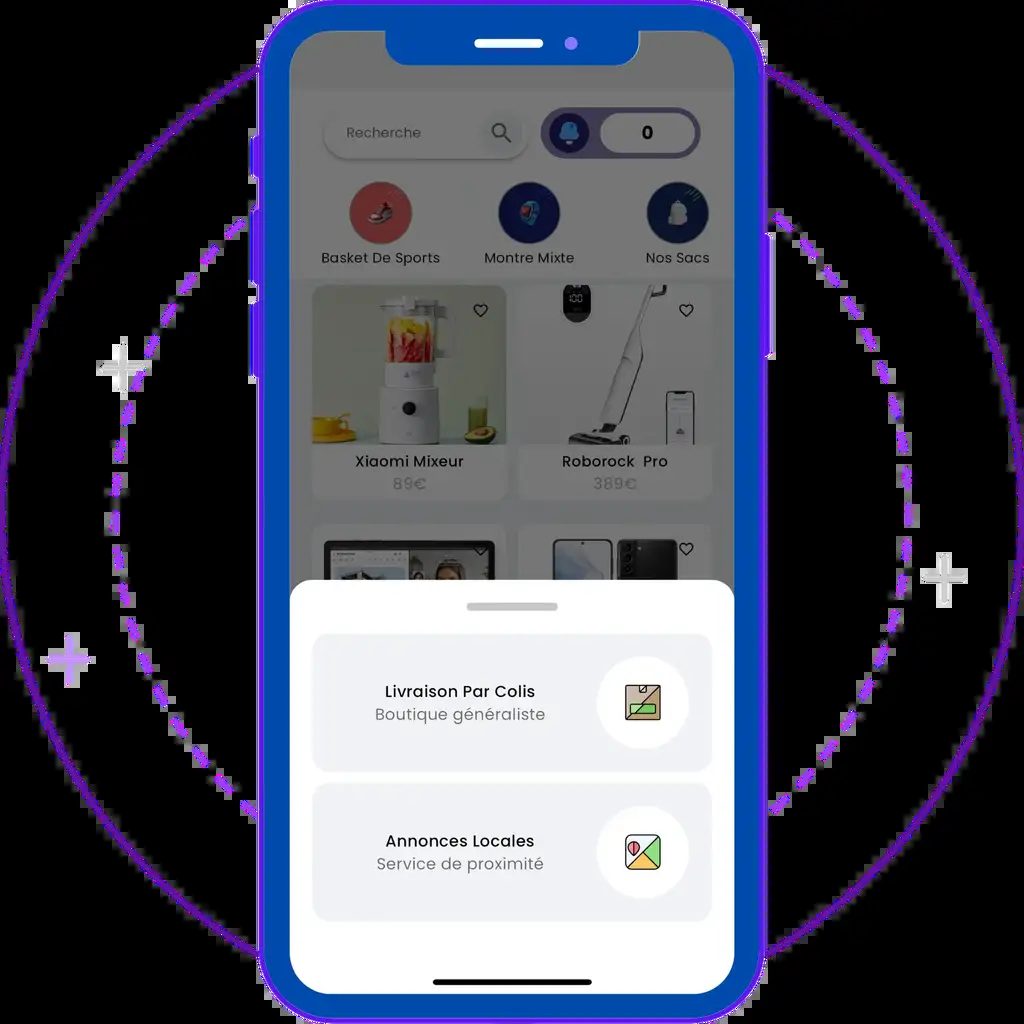 Recherche
0
Basket De Sports
Montre Mixte
Nos Sacs
Xiaomi Mixeur
89€
Roborock Pro
389€
Livraison Par Colis
Boutique généraliste
Annonces Locales
Service de proximité